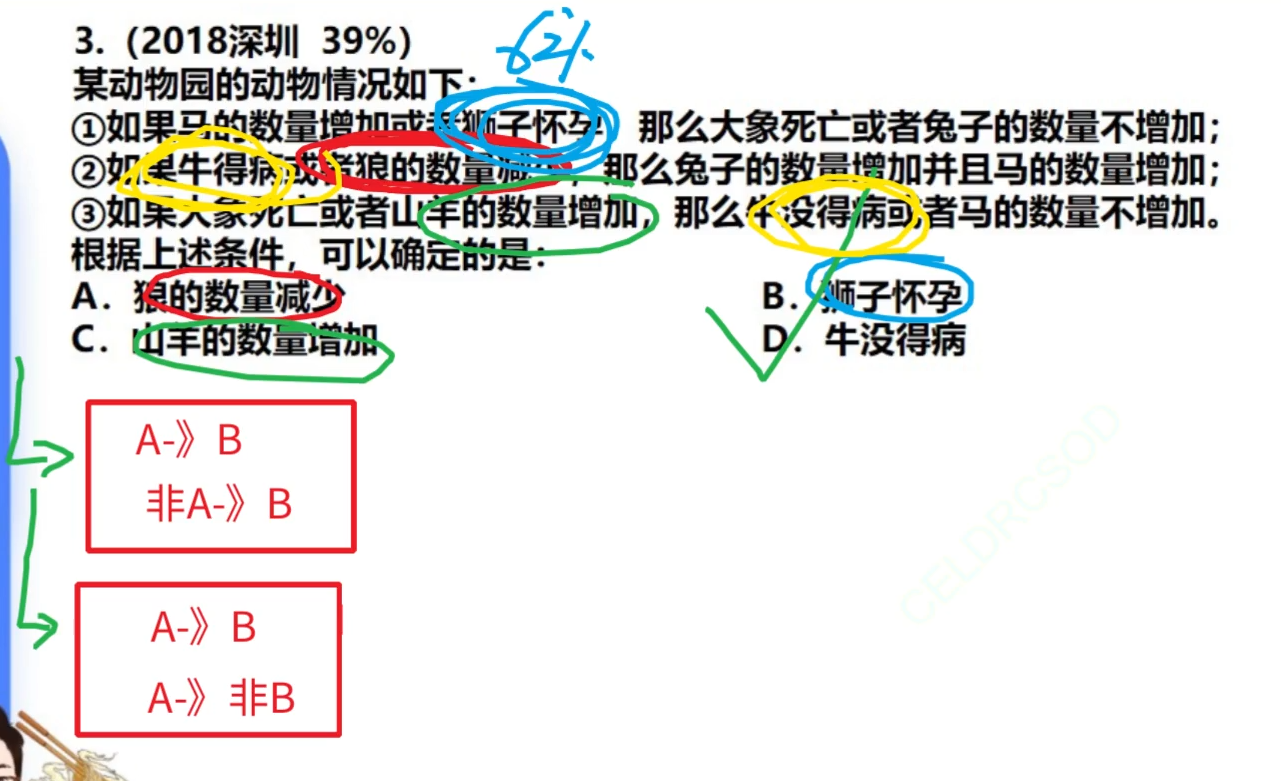 3.（2018深圳 39%）
62%
某动物园的动物情况如下：
①如果马的数量增加或者狮子怀孕，那么大象死亡或者兔子的数量不增加；
②如果牛得病或者狼的数量减少，那么兔子的数量增加并且马的数量增加；
③如果大象死亡或者山羊的数量增加，那么牛没得病或者马的数量不增加。
根据上述条件，可以确定的是：
A．狼的数量减少
B．狮子怀孕
C．山羊的数量增加
D．牛没得病
A-》B
非A-》B
A-》B
A-》非B
CELDRCSOD